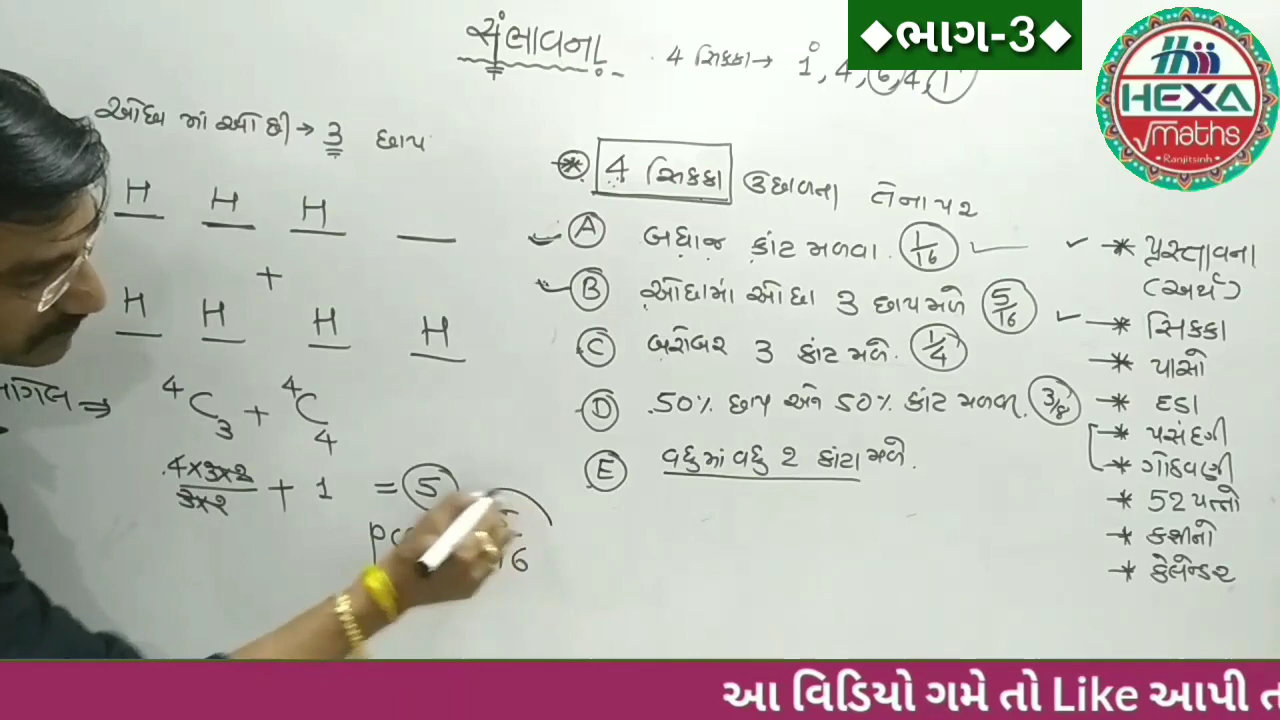 સંભાવના
4 સિક્કા → 1, 4, 6, 4, 1
◆ભાગ-3◆
HEXA
√maths
Ranjitsinh
ઓછા માં ઓછી → 3 છાપ
H H H __
+
H H H H
⇒ ⁴C₃ + ⁴C₄
4×3×2 / 3×2 + 1 = 5
* 4 સિક્કા ઉછાળતા તેના પર
A બધાજ કાંટ મળવા. 1/16
B ઓછામાં ઓછા 3 છાપ મળે 5/16
C બરોબર 3 કાંટ મળે. 1/4
D 50% છાપ અને 50% કાંટ મળવા. 3/8
E વધુમાં વધુ 2 કાંટા મળે.
* પ્રસ્તાવના
(અર્થ)
* સિક્કા
* પાસો
* દડા
* પસંદગી
* ગોઠવણી
* 52 પત્તો
* કશીનો
* કેલેન્ડર
આ વિડિયો ગમે તો Like આપી